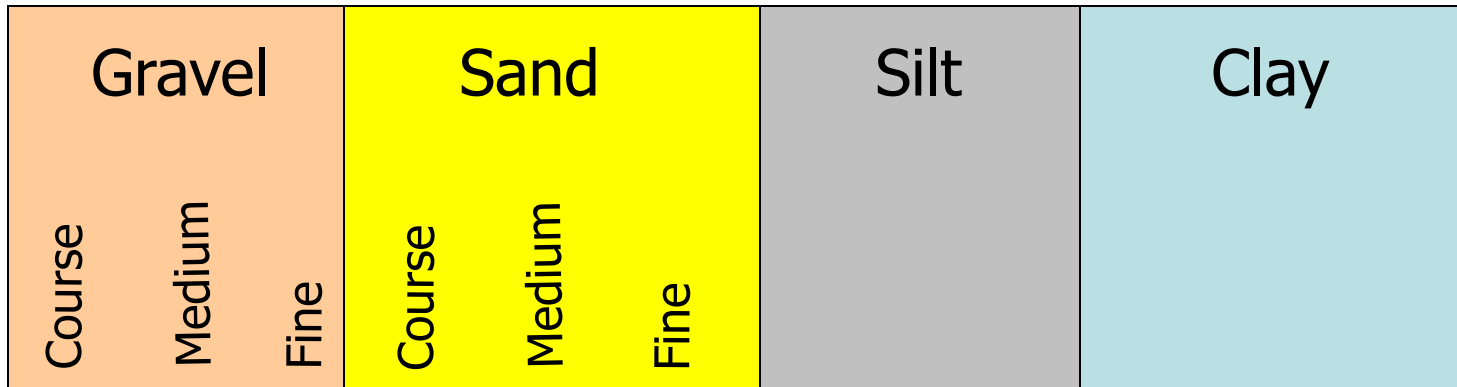 Gravel
Sand
Silt
Clay
Course
Medium
Fine
Course
Medium
Fine